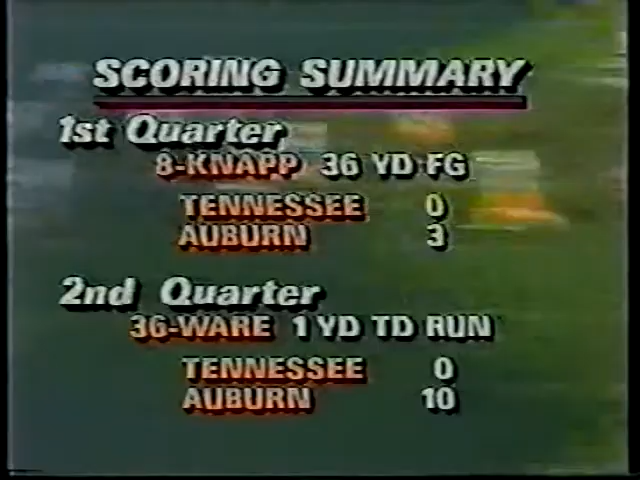 SCORING SUMMARY
1st Quarter
8-KNAPP 36 YD FG
TENNESSEE 0
AUBURN 3
2nd Quarter
36-WARE 1 YD TD RUN
TENNESSEE 0
AUBURN 10